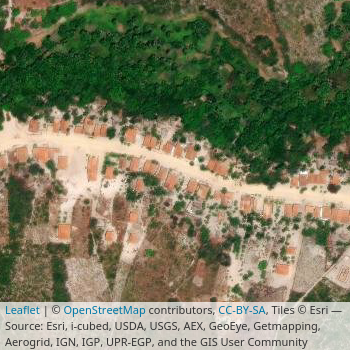 Leaflet | © OpenStreetMap contributors, CC-BY-SA, Tiles © Esri —
Source: Esri, i-cubed, USDA, USGS, AEX, GeoEye, Getmapping,
Aerogrid, IGN, IGP, UPR-EGP, and the GIS User Community